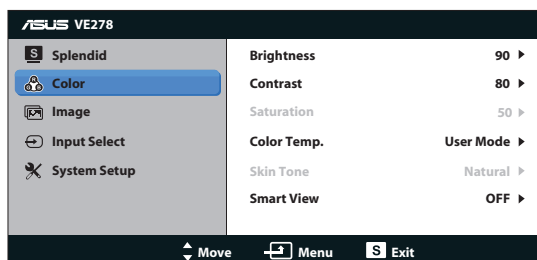 ASUS VE278
S Splendid
Color
Image
Input Select
System Setup
Brightness 90
Contrast 80
Saturation 50
Color Temp. User Mode
Skin Tone Natural
Smart View OFF
Move Menu S Exit